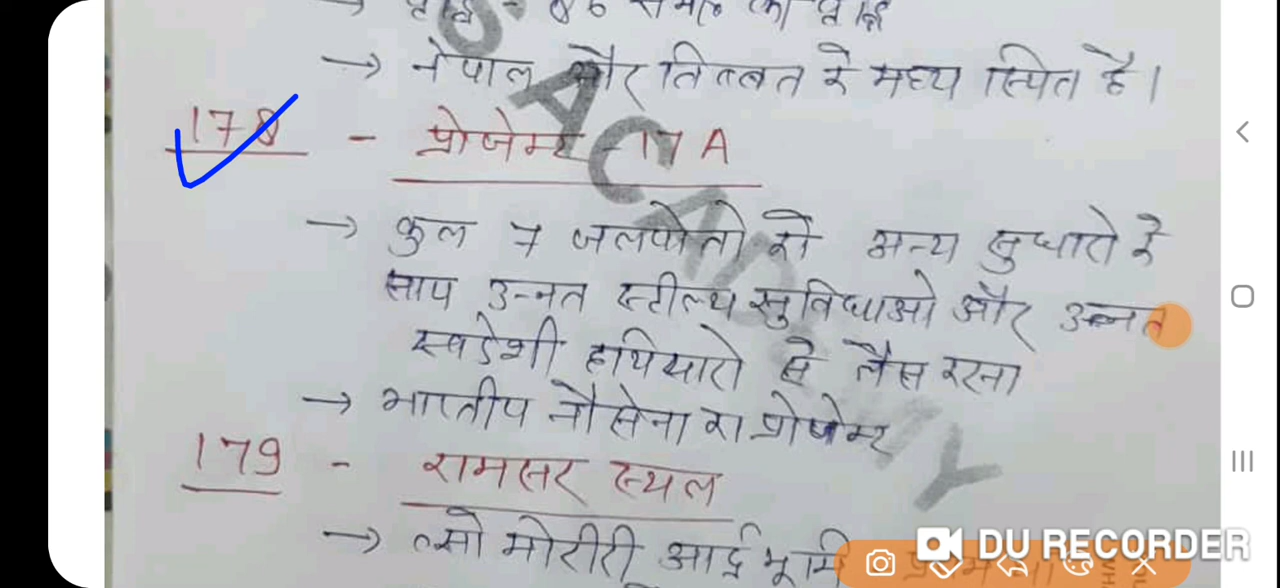 → नेपाल और तिब्बत के मध्य स्थित है।
178 - प्रोजेक्ट -17 A
→ कुल 7 जलपोतो को अन्य सुधारो के
साथ उन्नत स्टील्थ सुविधाओ और उन्नत
स्वदेशी हथियारो से लैस करना
→ भारतीय नौसेना का प्रोजेक्ट
179 - रामसर स्थल
→ त्सो मोरीरी आर्द्र भूमि
ACADEMY
DU RECORDER